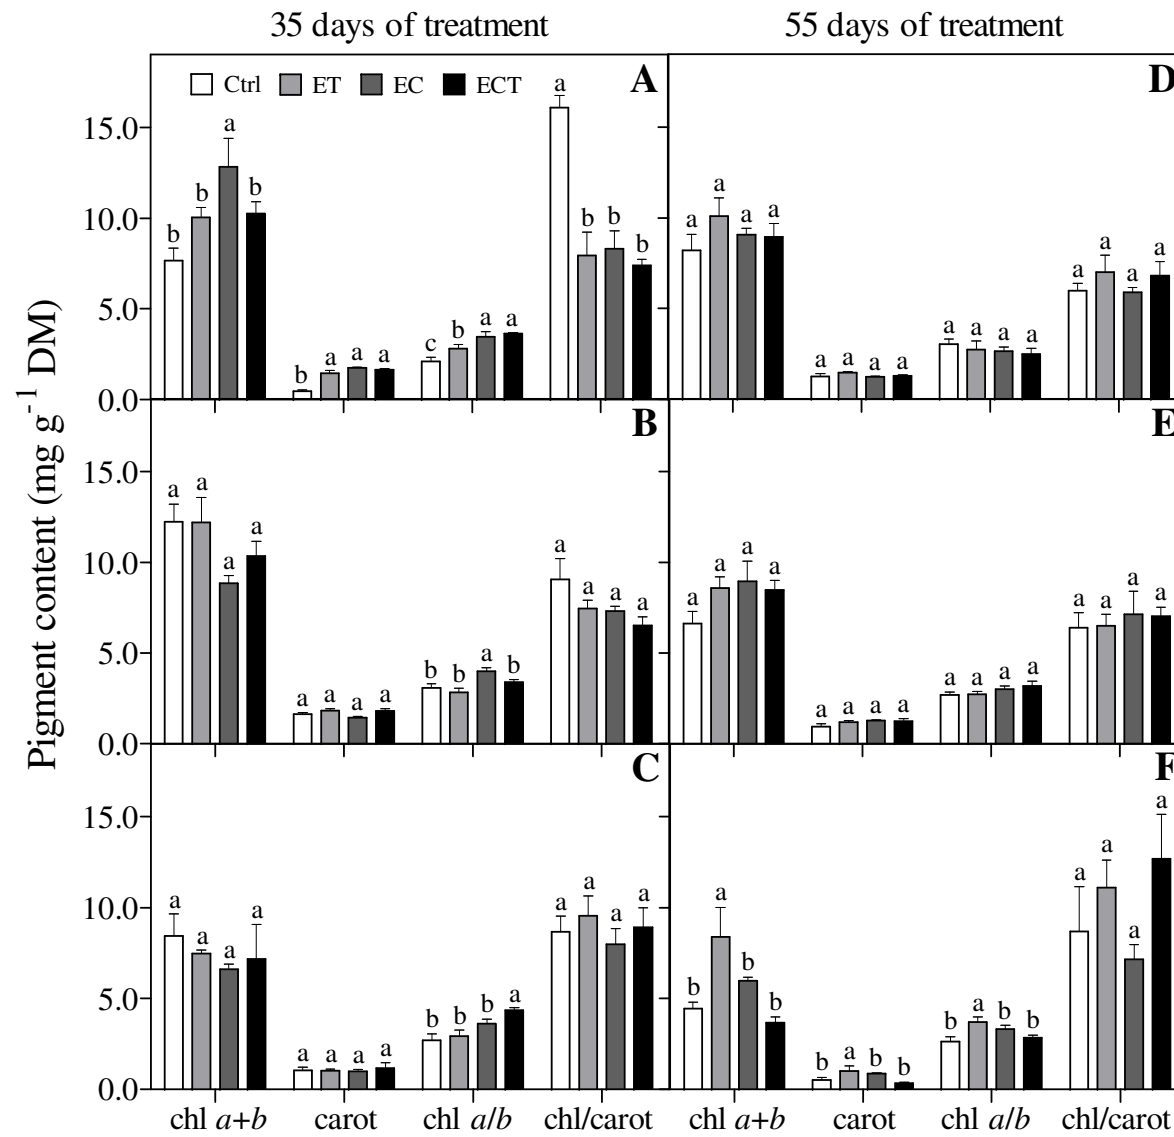 35 days of treatment 55 days of treatment
Ctrl ET EC ECT A D
a a
15.0
a
b b a
10.0 b a a a
b b b b a a a a
5.0
c b a a a a a a
b a a a a a a a
0.0
Pigment content (mg g-1 DM)
B E
15.0
a a a a
10.0 a a a a a a a a a a
a a a a
5.0
b b a b a a a a
a a a a a a a a
0.0
C F
15.0
a
a a a a a a
10.0 a a a a a a a
5.0
b b b a b a b b b b b b
a a a a b a b b
0.0
chl a+b carot chl a/b chl/carot chl a+b carot chl a/b chl/carot